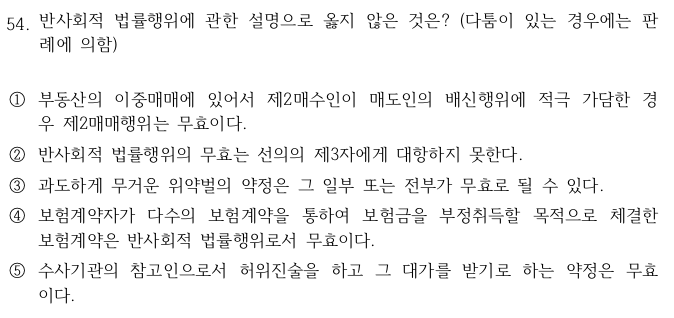 54. 반사회적 법률행위에 관한 설명으로 옳지 않은 것은? (다툼이 있는 경우에는 판
례에 의함)
① 부동산의 이중매매에 있어서 제2매수인이 매도인의 배신행위에 적극 가담한 경
우 제2매매행위는 무효이다.
② 반사회적 법률행위의 무효는 선의의 제3자에게 대항하지 못한다.
③ 과도하게 무거운 위약벌의 약정은 그 일부 또는 전부가 무효로 될 수 있다.
④ 보험계약자가 다수의 보험계약을 통하여 보험금을 부정취득할 목적으로 체결한
보험계약은 반사회적 법률행위로서 무효이다.
⑤ 수사기관의 참고인으로서 허위진술을 하고 그 대가를 받기로 하는 약정은 무효
이다.